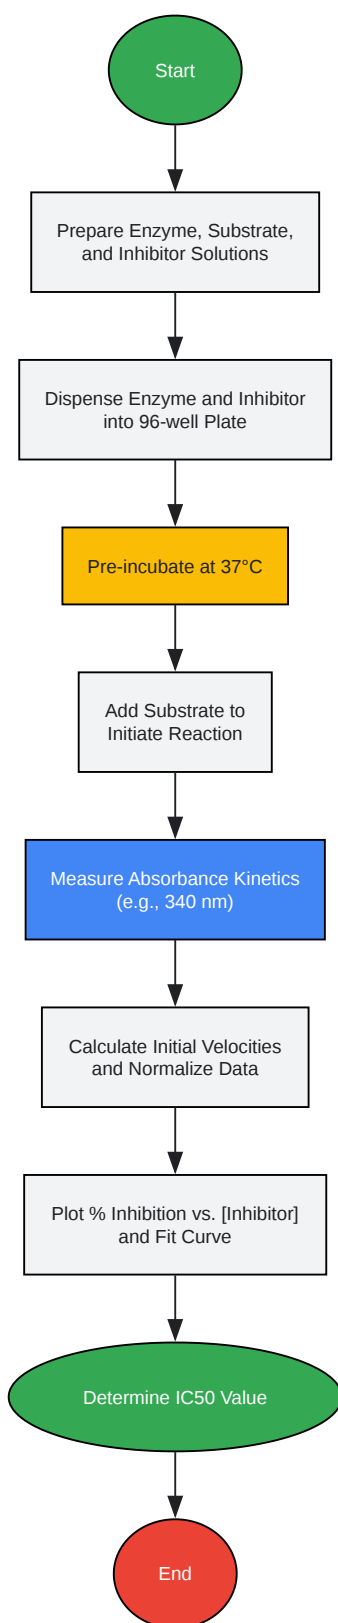 Start
Prepare Enzyme, Substrate,
and Inhibitor Solutions
Dispense Enzyme and Inhibitor
into 96-well Plate
Pre-incubate at 37°C
Add Substrate to
Initiate Reaction
Measure Absorbance Kinetics
(e.g., 340 nm)
Calculate Initial Velocities
and Normalize Data
Plot % Inhibition vs. [Inhibitor]
and Fit Curve
Determine IC50 Value
End